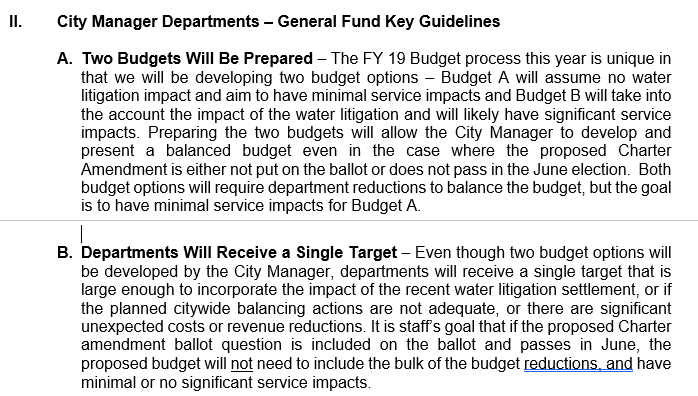 II. City Manager Departments – General Fund Key Guidelines
A. Two Budgets Will Be Prepared – The FY 19 Budget process this year is unique in
that we will be developing two budget options – Budget A will assume no water
litigation impact and aim to have minimal service impacts and Budget B will take into
the account the impact of the water litigation and will likely have significant service
impacts. Preparing the two budgets will allow the City Manager to develop and
present a balanced budget even in the case where the proposed Charter
Amendment is either not put on the ballot or does not pass in the June election. Both
budget options will require department reductions to balance the budget, but the goal
is to have minimal service impacts for Budget A.
B. Departments Will Receive a Single Target – Even though two budget options will
be developed by the City Manager, departments will receive a single target that is
large enough to incorporate the impact of the recent water litigation settlement, or if
the planned citywide balancing actions are not adequate, or there are significant
unexpected costs or revenue reductions. It is staff's goal that if the proposed Charter
amendment ballot question is included on the ballot and passes in June, the
proposed budget will not need to include the bulk of the budget reductions, and have
minimal or no significant service impacts.